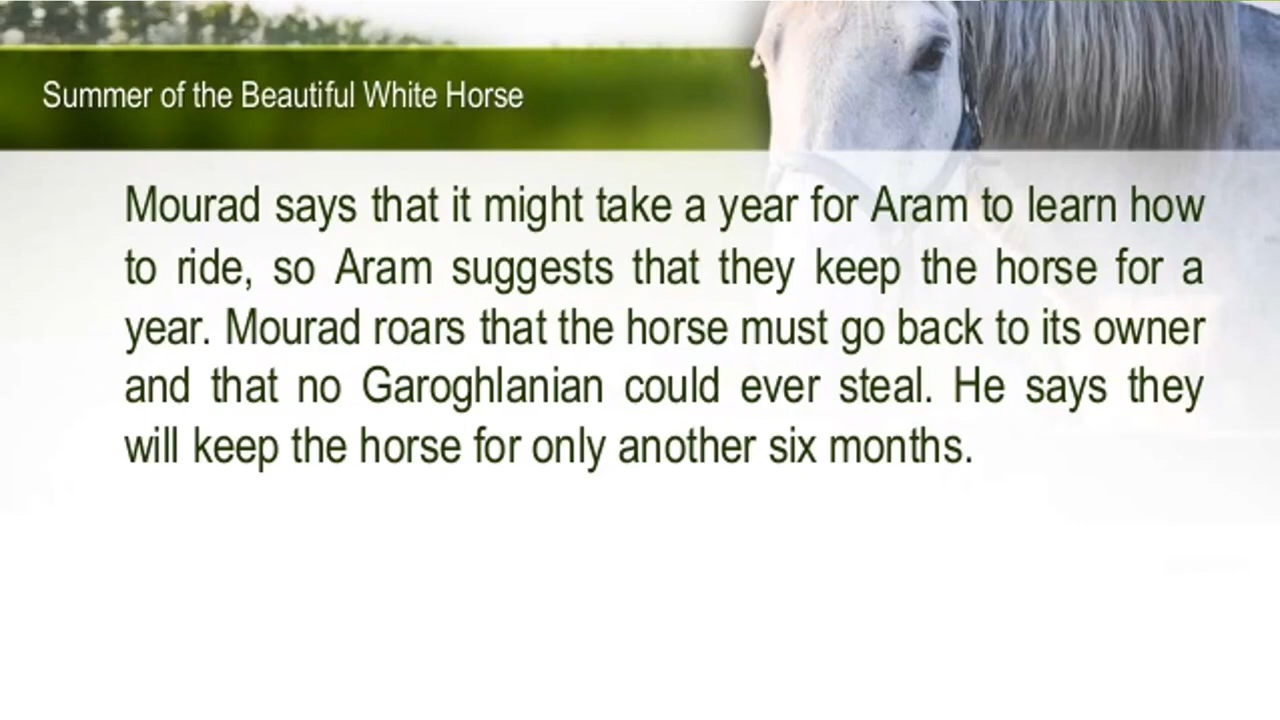 Summer of the Beautiful White Horse
Mourad says that it might take a year for Aram to learn how
to ride, so Aram suggests that they keep the horse for a
year. Mourad roars that the horse must go back to its owner
and that no Garoghlanian could ever steal. He says they
will keep the horse for only another six months.